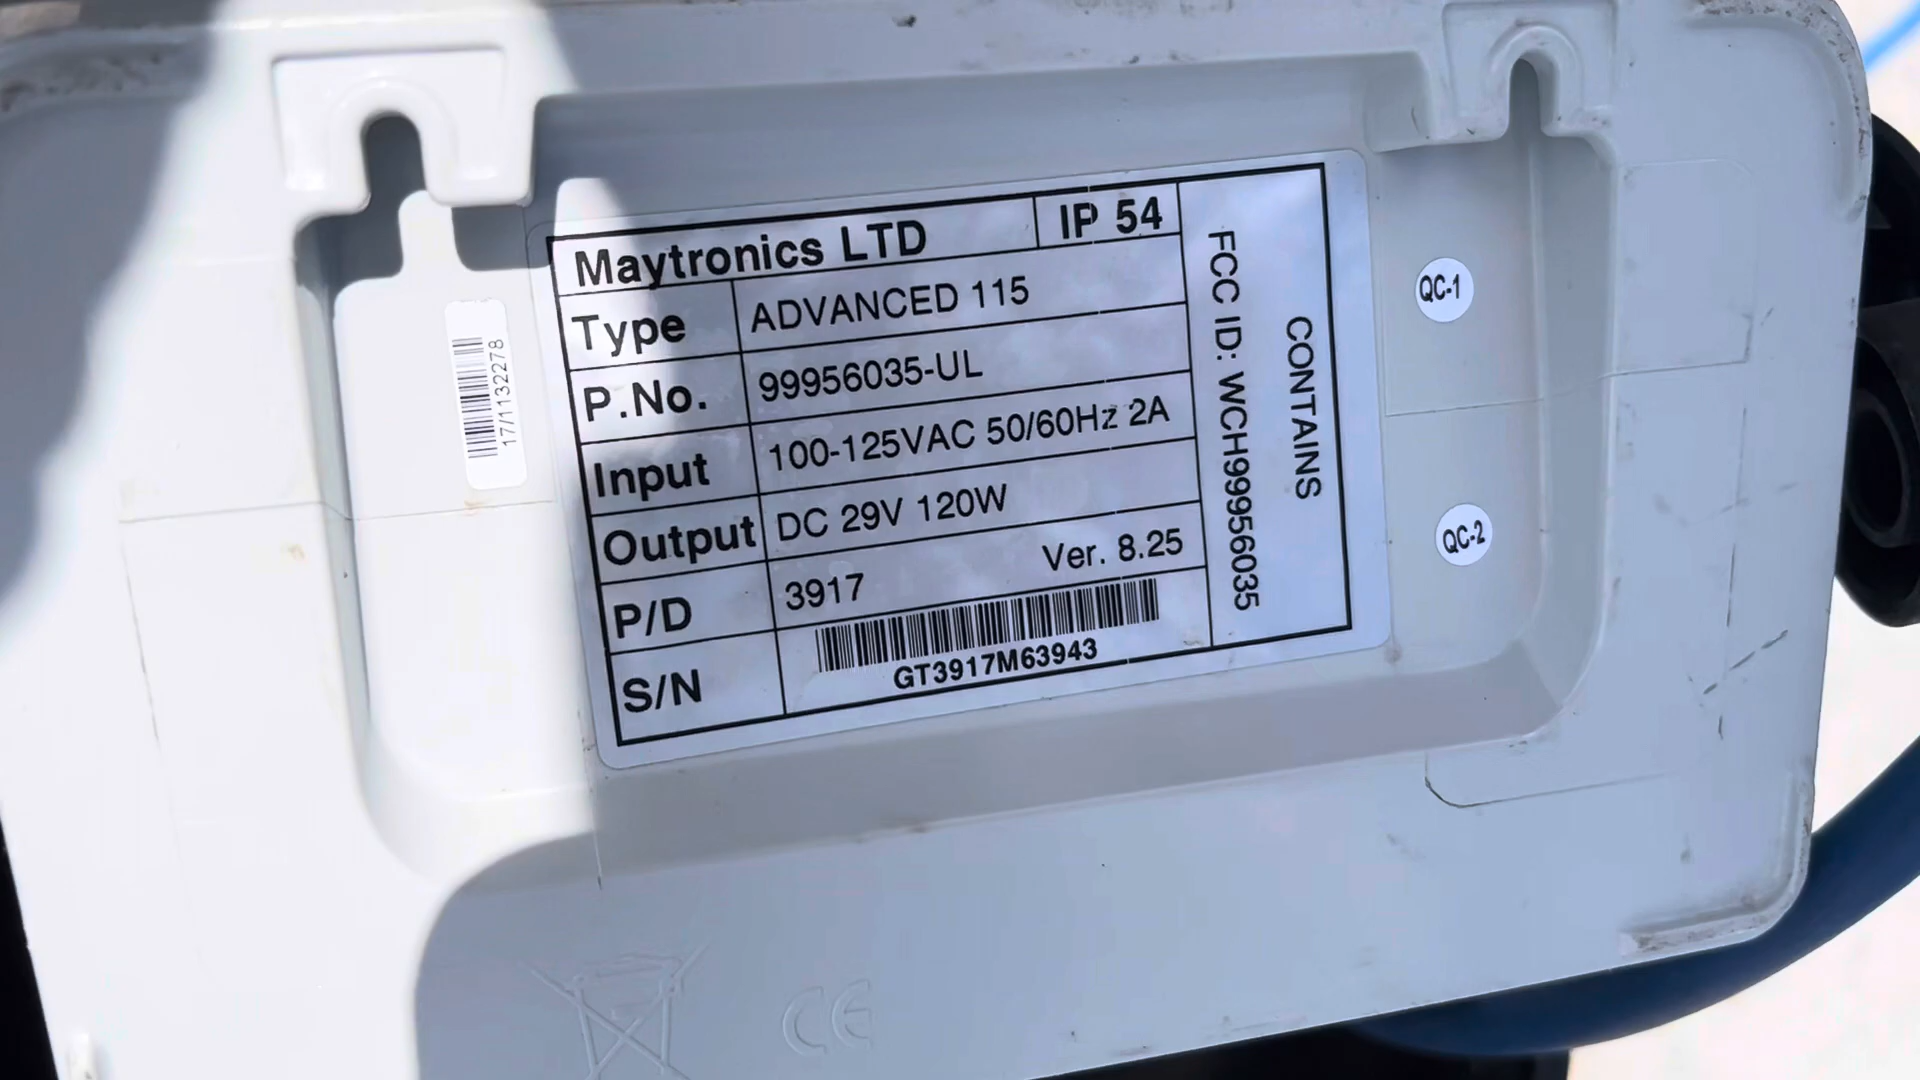 Maytronics LTD IP 54
Type ADVANCED 115
P.No. 99956035-UL
Input 100-125VAC 50/60Hz 2A
Output DC 29V 120W
P/D 3917 Ver. 8.25
S/N GT3917M63943
CONTAINS
FCC ID: WCH99956035
17/1132278
QC-1
QC-2
CE